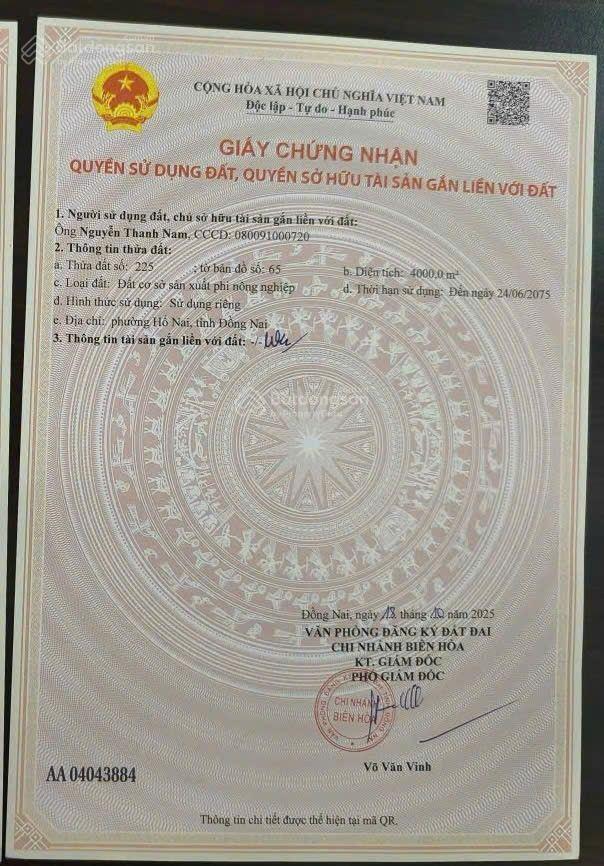 Batdongsan
CỘNG HÒA XÃ HỘI CHỦ NGHĨA VIỆT NAM
Độc lập - Tự do - Hạnh phúc
GIẤY CHỨNG NHẬN
QUYỀN SỬ DỤNG ĐẤT, QUYỀN SỞ HỮU TÀI SẢN GẮN LIỀN VỚI ĐẤT
1. Người sử dụng đất, chủ sở hữu tài sản gắn liền với đất:
Ông Nguyễn Thanh Nam, CCCD: 080091000720
2. Thông tin thửa đất:
a. Thửa đất số: 225 ; tờ bản đồ số: 65 b. Diện tích: 4000,0 m²
c. Loại đất: Đất cơ sở sản xuất phi nông nghiệp d. Thời hạn sử dụng: Đến ngày 24/06/2075
đ. Hình thức sử dụng: Sử dụng riêng
e. Địa chỉ: phường Hố Nai, tỉnh Đồng Nai
3. Thông tin tài sản gắn liền với đất: -/-
Batdongsan
Đồng Nai, ngày 13 tháng 10 năm 2025
VĂN PHÒNG ĐĂNG KÝ ĐẤT ĐAI
CHI NHÁNH BIÊN HÒA
KT. GIÁM ĐỐC
PHÓ GIÁM ĐỐC
CHI NHÁNH
BIÊN HÒA
Võ Văn Vinh
AA 04043884
Thông tin chi tiết được thể hiện tại mã QR.